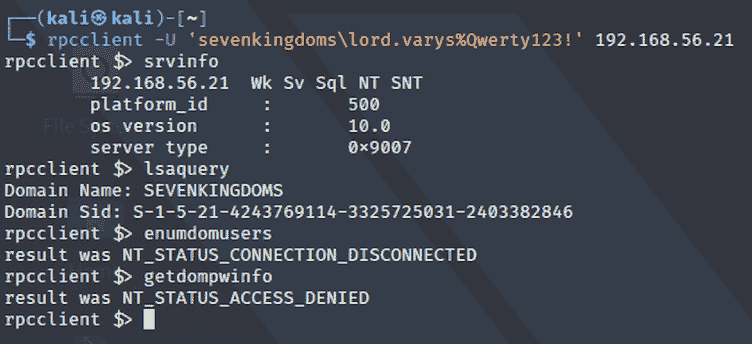 ┌──(kali㉿kali)-[~]
└─$ rpcclient -U 'sevenkingdoms\lord.varys%Qwerty123!' 192.168.56.21
rpcclient $> srvinfo
192.168.56.21 Wk Sv Sql NT SNT
platform_id : 500
os version : 10.0
server type : 0×9007
rpcclient $> lsaquery
Domain Name: SEVENKINGDOMS
Domain Sid: S-1-5-21-4243769114-3325725031-2403382846
rpcclient $> enumdomusers
result was NT_STATUS_CONNECTION_DISCONNECTED
rpcclient $> getdompwinfo
result was NT_STATUS_ACCESS_DENIED
rpcclient $>